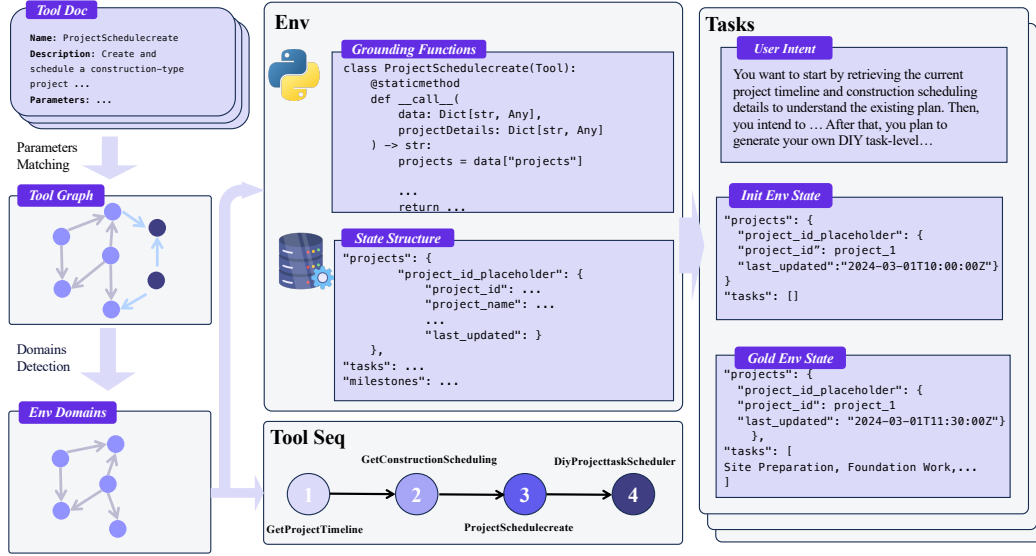 Tool Doc
Name: ProjectSchedulecreate
Description: Create and
schedule a construction-type
project ...
Parameters: ...
Parameters
Matching
Tool Graph
Domains
Detection
Env Domains
Env
Grounding Functions
class ProjectSchedulecreate(Tool):
@staticmethod
def __call__(
data: Dict[str, Any],
projectDetails: Dict[str, Any]
) -> str:
projects = data["projects"]
...
return ...
State Structure
"projects": {
"project_id_placeholder": {
"project_id": ...
"project_name": ...
...
"last_updated": }
},
"tasks": ...
"milestones": ...
Tool Seq
GetConstructionScheduling
DiyProjecttaskScheduler
1
2
3
4
GetProjectTimeline
ProjectSchedulecreate
Tasks
User Intent
You want to start by retrieving the current
project timeline and construction scheduling
details to understand the existing plan. Then,
you intend to … After that, you plan to
generate your own DIY task-level…
Init Env State
"projects": {
"project_id_placeholder": {
"project_id”: project_1
"last_updated":"2024-03-01T10:00:00Z"}
}
"tasks": []
Gold Env State
"projects": {
"project_id_placeholder": {
"project_id": project_1
"last_updated": "2024-03-01T11:30:00Z"}
},
"tasks": [
Site Preparation, Foundation Work,...
]